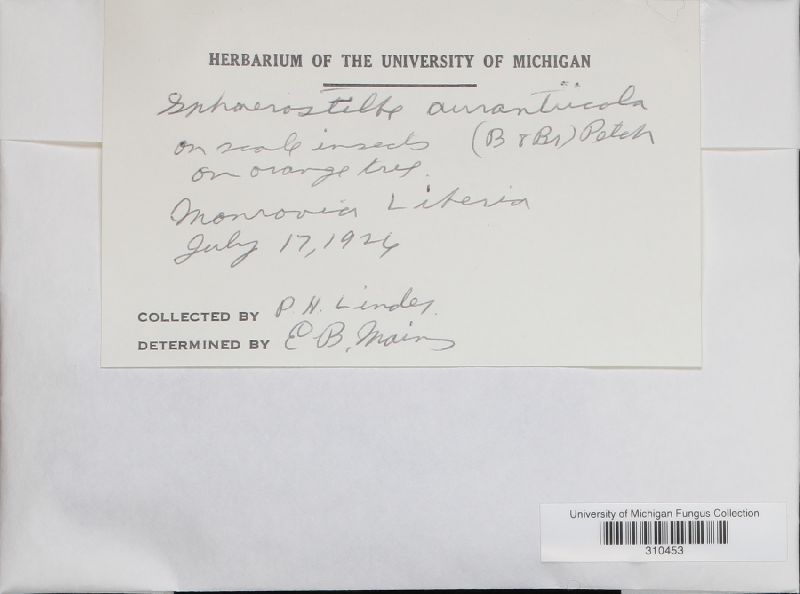 HERBARIUM OF THE UNIVERSITY OF MICHIGAN
Sphaerostilbe aurantiicola
on scale insects (B & Br) Petch
on orange tree.
Monrovia Liberia
July 17, 1926
COLLECTED BY P. H. Linder.
DETERMINED BY E B. Mains
University of Michigan Fungus Collection
310453